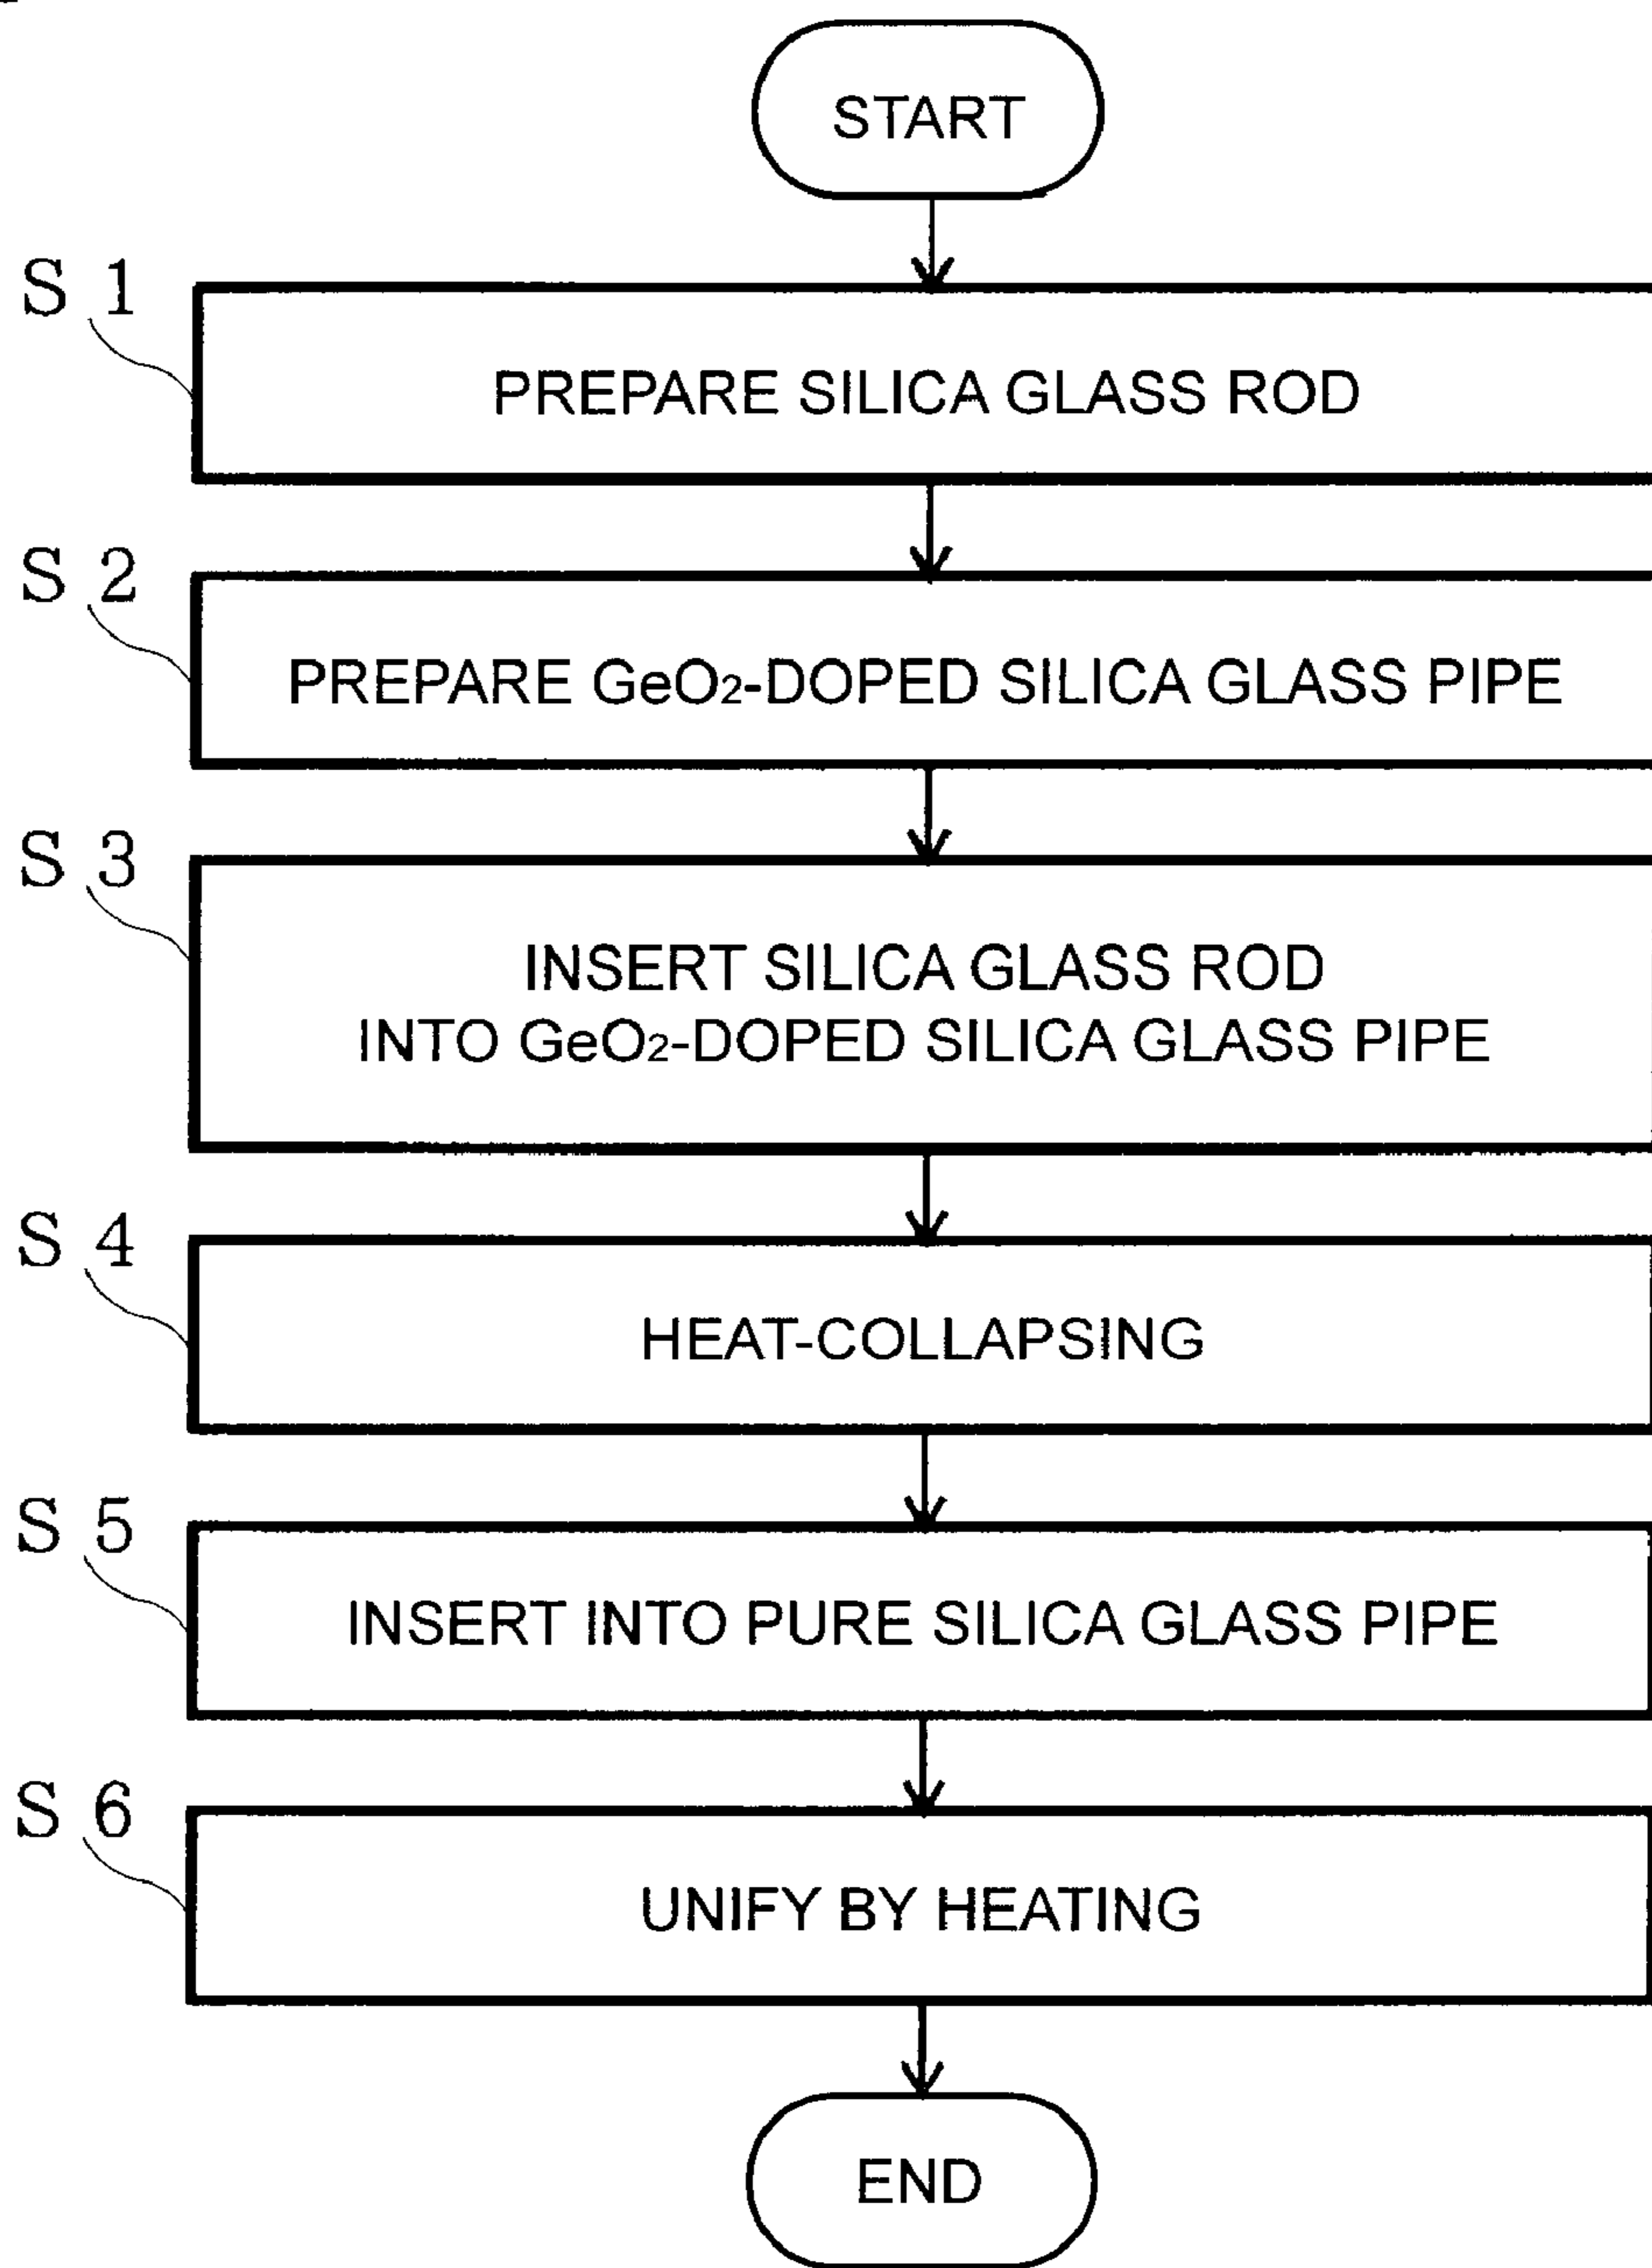 START
S 1
PREPARE SILICA GLASS ROD
S 2
PREPARE GeO₂-DOPED SILICA GLASS PIPE
S 3
INSERT SILICA GLASS ROD
INTO GeO₂-DOPED SILICA GLASS PIPE
S 4
HEAT-COLLAPSING
S 5
INSERT INTO PURE SILICA GLASS PIPE
S 6
UNIFY BY HEATING
END